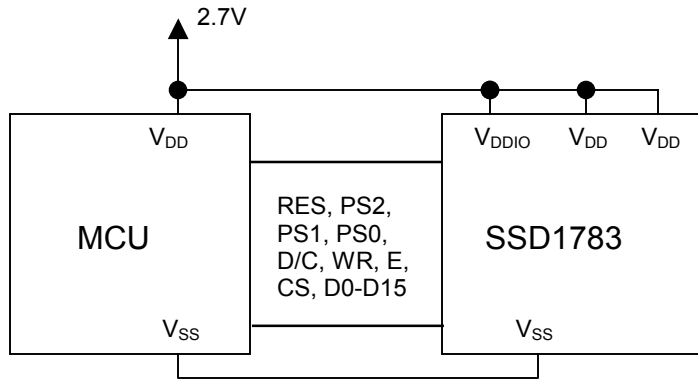 2.7V
VDD
VDDIO
VDD
VDD
MCU
RES, PS2,
PS1, PS0,
D/C, WR, E,
CS, D0-D15
SSD1783
VSS
VSS